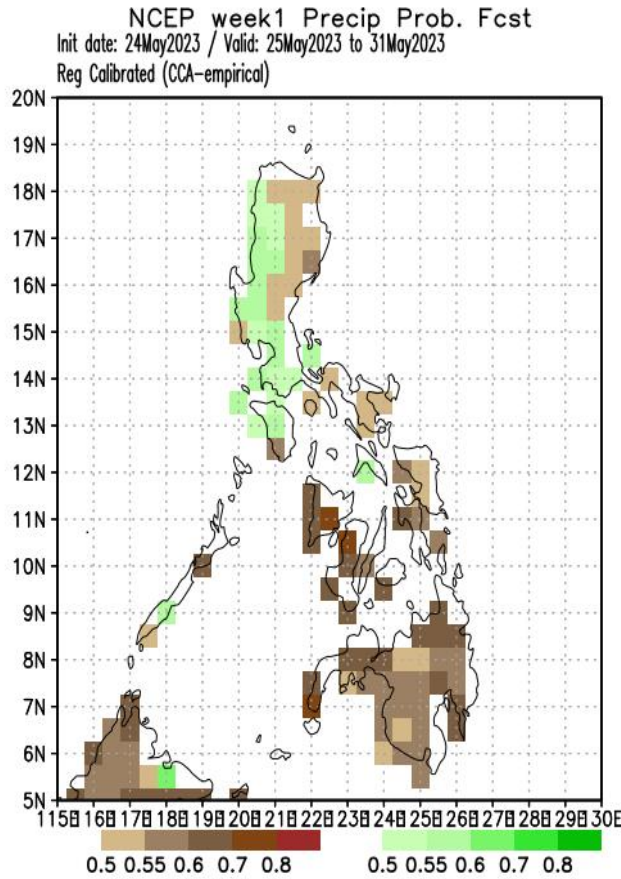 NCEP week1 Precip Prob. Fcst
Init date: 24May2023 / Valid: 25May2023 to 31May2023
Reg Calibrated (CCA-empirical)
20N
19N
18N
17N
16N
15N
14N
13N
12N
11N
10N
9N
8N
7N
6N
5N
115E 116E 117E 118E 119E 120E 121E 122E 123E 124E 125E 126E 127E 128E 129E 130E
0.5 0.55 0.6 0.7 0.8 0.5 0.55 0.6 0.7 0.8